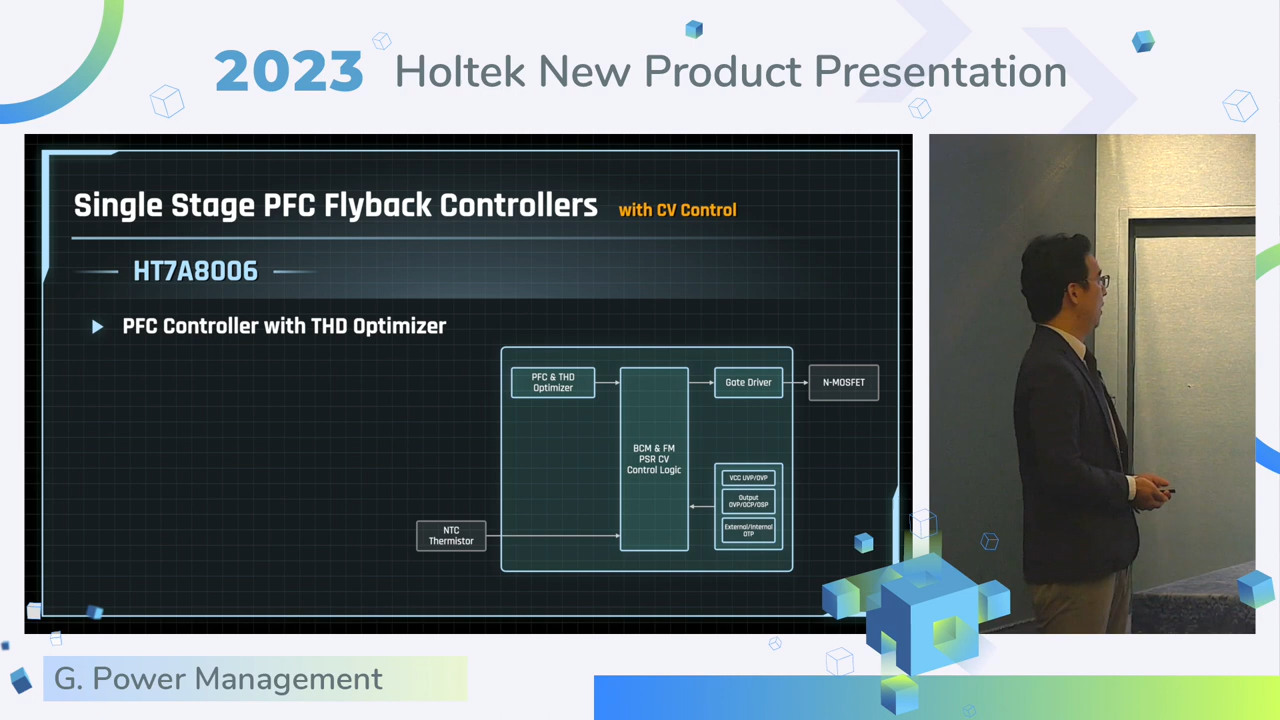 2023 Holtek New Product Presentation
Single Stage PFC Flyback Controllers with CV Control
HT7A8006
PFC Controller with THD Optimizer
PFC & THD
Optimizer
BCM & FM
PSR CV
Control Logic
Gate Driver
N-MOSFET
VCC UVP/OVP
Output
OVP/OCP/OSP
External/Internal
OTP
NTC
Thermistor
G. Power Management